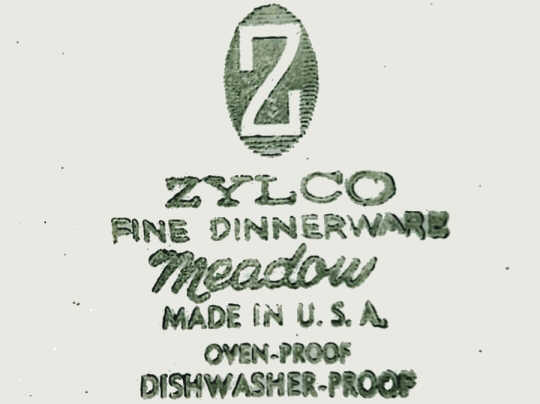 Z
ZYLCO
FINE DINNERWARE
Meadow
MADE IN U.S.A.
OVEN-PROOF
DISHWASHER-PROOF